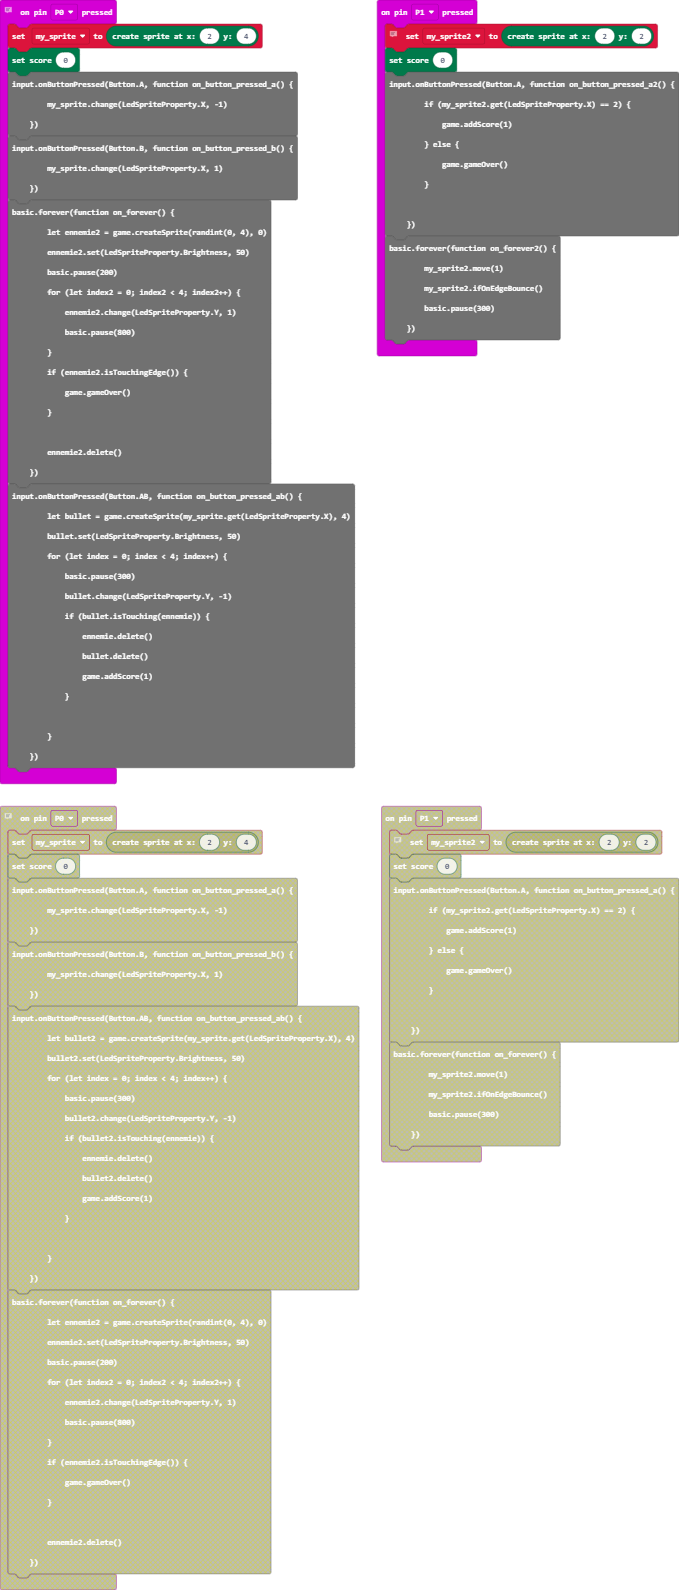 on pin P0 pressed
set my_sprite to create sprite at x: 2 y: 4
set score 0
input.onButtonPressed(Button.A, function on_button_pressed_a() {
my_sprite.change(LedSpriteProperty.X, -1)
})
input.onButtonPressed(Button.B, function on_button_pressed_b() {
my_sprite.change(LedSpriteProperty.X, 1)
})
basic.forever(function on_forever() {
let ennemie2 = game.createSprite(randint(0, 4), 0)
ennemie2.set(LedSpriteProperty.Brightness, 50)
basic.pause(200)
for (let index2 = 0; index2 < 4; index2++) {
ennemie2.change(LedSpriteProperty.Y, 1)
basic.pause(800)
}
if (ennemie2.isTouchingEdge()) {
game.gameOver()
}
ennemie2.delete()
})
input.onButtonPressed(Button.AB, function on_button_pressed_ab() {
let bullet = game.createSprite(my_sprite.get(LedSpriteProperty.X), 4)
bullet.set(LedSpriteProperty.Brightness, 50)
for (let index = 0; index < 4; index++) {
basic.pause(300)
bullet.change(LedSpriteProperty.Y, -1)
if (bullet.isTouching(ennemie)) {
ennemie.delete()
bullet.delete()
game.addScore(1)
}
}
})
on pin P1 pressed
set my_sprite2 to create sprite at x: 2 y: 2
set score 0
input.onButtonPressed(Button.A, function on_button_pressed_a2() {
if (my_sprite2.get(LedSpriteProperty.X) == 2) {
game.addScore(1)
} else {
game.gameOver()
}
})
basic.forever(function on_forever2() {
my_sprite2.move(1)
my_sprite2.ifOnEdgeBounce()
basic.pause(300)
})
on pin P0 pressed
set my_sprite to create sprite at x: 2 y: 4
set score 0
input.onButtonPressed(Button.A, function on_button_pressed_a() {
my_sprite.change(LedSpriteProperty.X, -1)
})
input.onButtonPressed(Button.B, function on_button_pressed_b() {
my_sprite.change(LedSpriteProperty.X, 1)
})
input.onButtonPressed(Button.AB, function on_button_pressed_ab() {
let bullet2 = game.createSprite(my_sprite.get(LedSpriteProperty.X), 4)
bullet2.set(LedSpriteProperty.Brightness, 50)
for (let index = 0; index < 4; index++) {
basic.pause(300)
bullet2.change(LedSpriteProperty.Y, -1)
if (bullet2.isTouching(ennemie)) {
ennemie.delete()
bullet2.delete()
game.addScore(1)
}
}
})
basic.forever(function on_forever() {
let ennemie2 = game.createSprite(randint(0, 4), 0)
ennemie2.set(LedSpriteProperty.Brightness, 50)
basic.pause(200)
for (let index2 = 0; index2 < 4; index2++) {
ennemie2.change(LedSpriteProperty.Y, 1)
basic.pause(800)
}
if (ennemie2.isTouchingEdge()) {
game.gameOver()
}
ennemie2.delete()
})
on pin P1 pressed
set my_sprite2 to create sprite at x: 2 y: 2
set score 0
input.onButtonPressed(Button.A, function on_button_pressed_a() {
if (my_sprite2.get(LedSpriteProperty.X) == 2) {
game.addScore(1)
} else {
game.gameOver()
}
})
basic.forever(function on_forever() {
my_sprite2.move(1)
my_sprite2.ifOnEdgeBounce()
basic.pause(300)
})